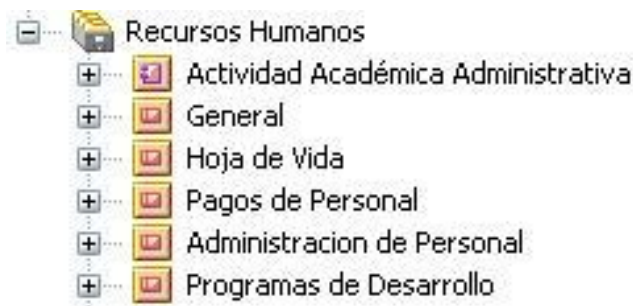 Recursos Humanos
Actividad Académica Administrativa
General
Hoja de Vida
Pagos de Personal
Administracion de Personal
Programas de Desarrollo